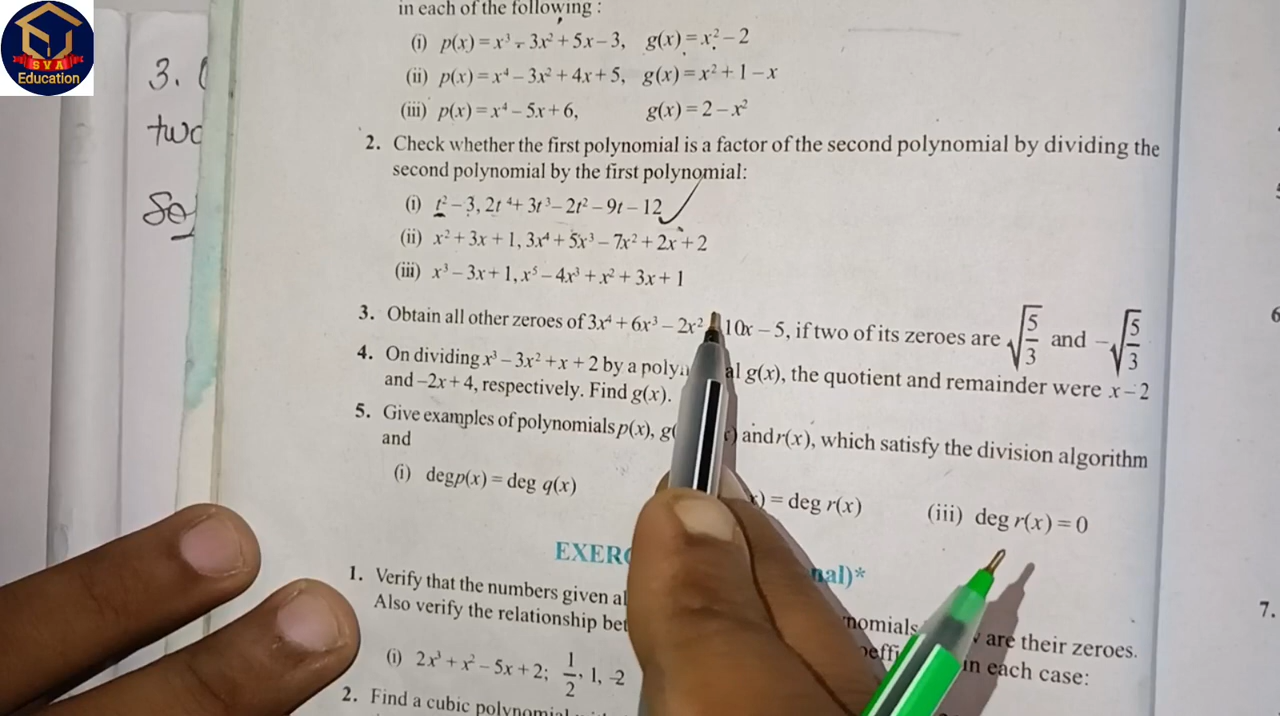 SVA
Education
3.
two
Sol
in each of the following :
(i) p(x) = x³ – 3x² + 5x – 3, g(x) = x² – 2
(ii) p(x) = x⁴ – 3x² + 4x + 5, g(x) = x² + 1 – x
(iii) p(x) = x⁴ – 5x + 6, g(x) = 2 – x²
2. Check whether the first polynomial is a factor of the second polynomial by dividing the
second polynomial by the first polynomial:
(i) t² – 3, 2t⁴ + 3t³ – 2t² – 9t – 12
(ii) x² + 3x + 1, 3x⁴ + 5x³ – 7x² + 2x + 2
(iii) x³ – 3x + 1, x⁵ – 4x³ + x² + 3x + 1
3. Obtain all other zeroes of 3x⁴ + 6x³ – 2x² 10x – 5, if two of its zeroes are √(5/3) and –√(5/3)
4. On dividing x³ – 3x² + x + 2 by a g(x), the quotient and remainder were x – 2
and –2x + 4, respectively. Find g(x).
5. Give examples of polynomials p(x), and r(x), which satisfy the division algorithm
and
(i) deg p(x) = deg q(x) = deg r(x) (iii) deg r(x) = 0
1. Verify that the numbers given are their zeroes.
Also verify the relationship in each case:
(i) 2x³ + x² – 5x + 2; 1/2, 1, –2
2. Find a cubic
6
7.